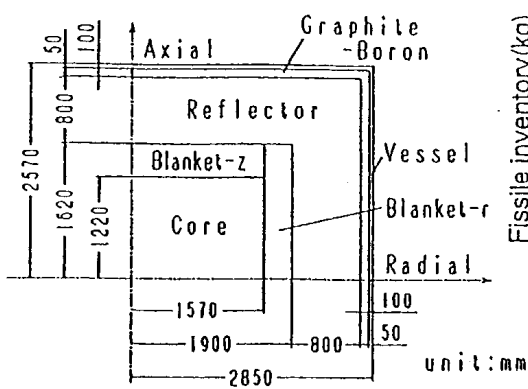 50
100
Axial
Graphite
-Boron
Reflector
800
2570
1620
1220
Blanket-z
Core
Vessel
Blanket-r
Radial
1570
1900
800
100
50
2850
unit:mm
Fissile inventory(kg)